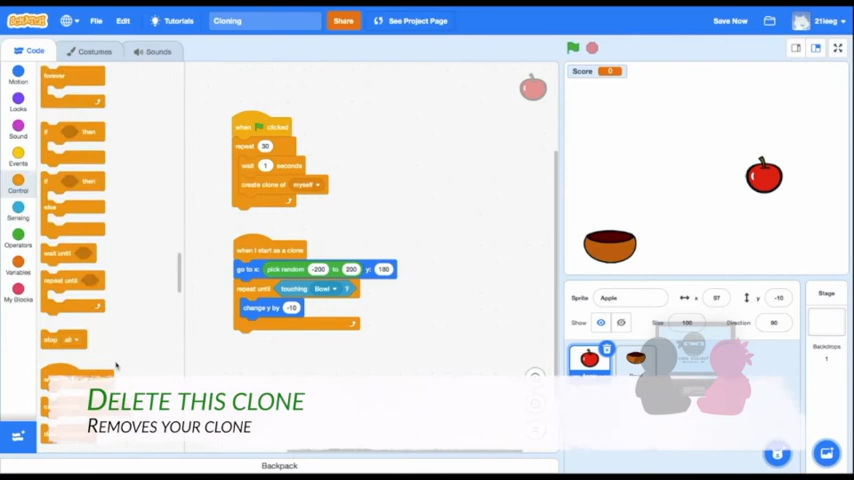 SCRATCH File Edit Tutorials Cloning Share See Project Page Save Now 21leeg
Code Costumes Sounds
Motion
Looks
Sound
Events
Control
Sensing
Operators
Variables
My Blocks
forever
if then
if then
else
wait until
repeat until
stop all
when clicked
repeat 30
wait 1 seconds
create clone of myself
when I start as a clone
go to x: pick random -200 to 200 y: 180
repeat until touching Bowl ?
change y by -10
Score 0
Sprite Apple x 97 y -10
Show Size 100 Direction 90
Stage
Backdrops
1
DELETE THIS CLONE
REMOVES YOUR CLONE
Backpack